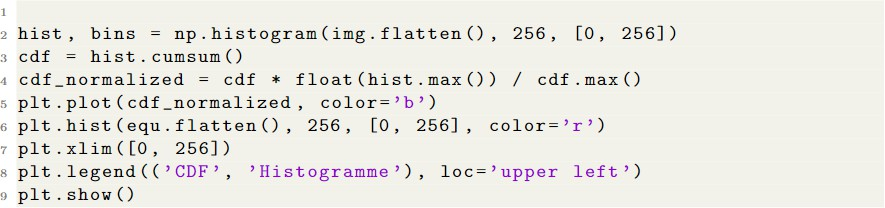 1
2 hist, bins = np.histogram(img.flatten(), 256, [0, 256])
3 cdf = hist.cumsum()
4 cdf_normalized = cdf * float(hist.max()) / cdf.max()
5 plt.plot(cdf_normalized, color='b')
6 plt.hist(equ.flatten(), 256, [0, 256], color='r')
7 plt.xlim([0, 256])
8 plt.legend(('CDF', 'Histogramme'), loc='upper left')
9 plt.show()